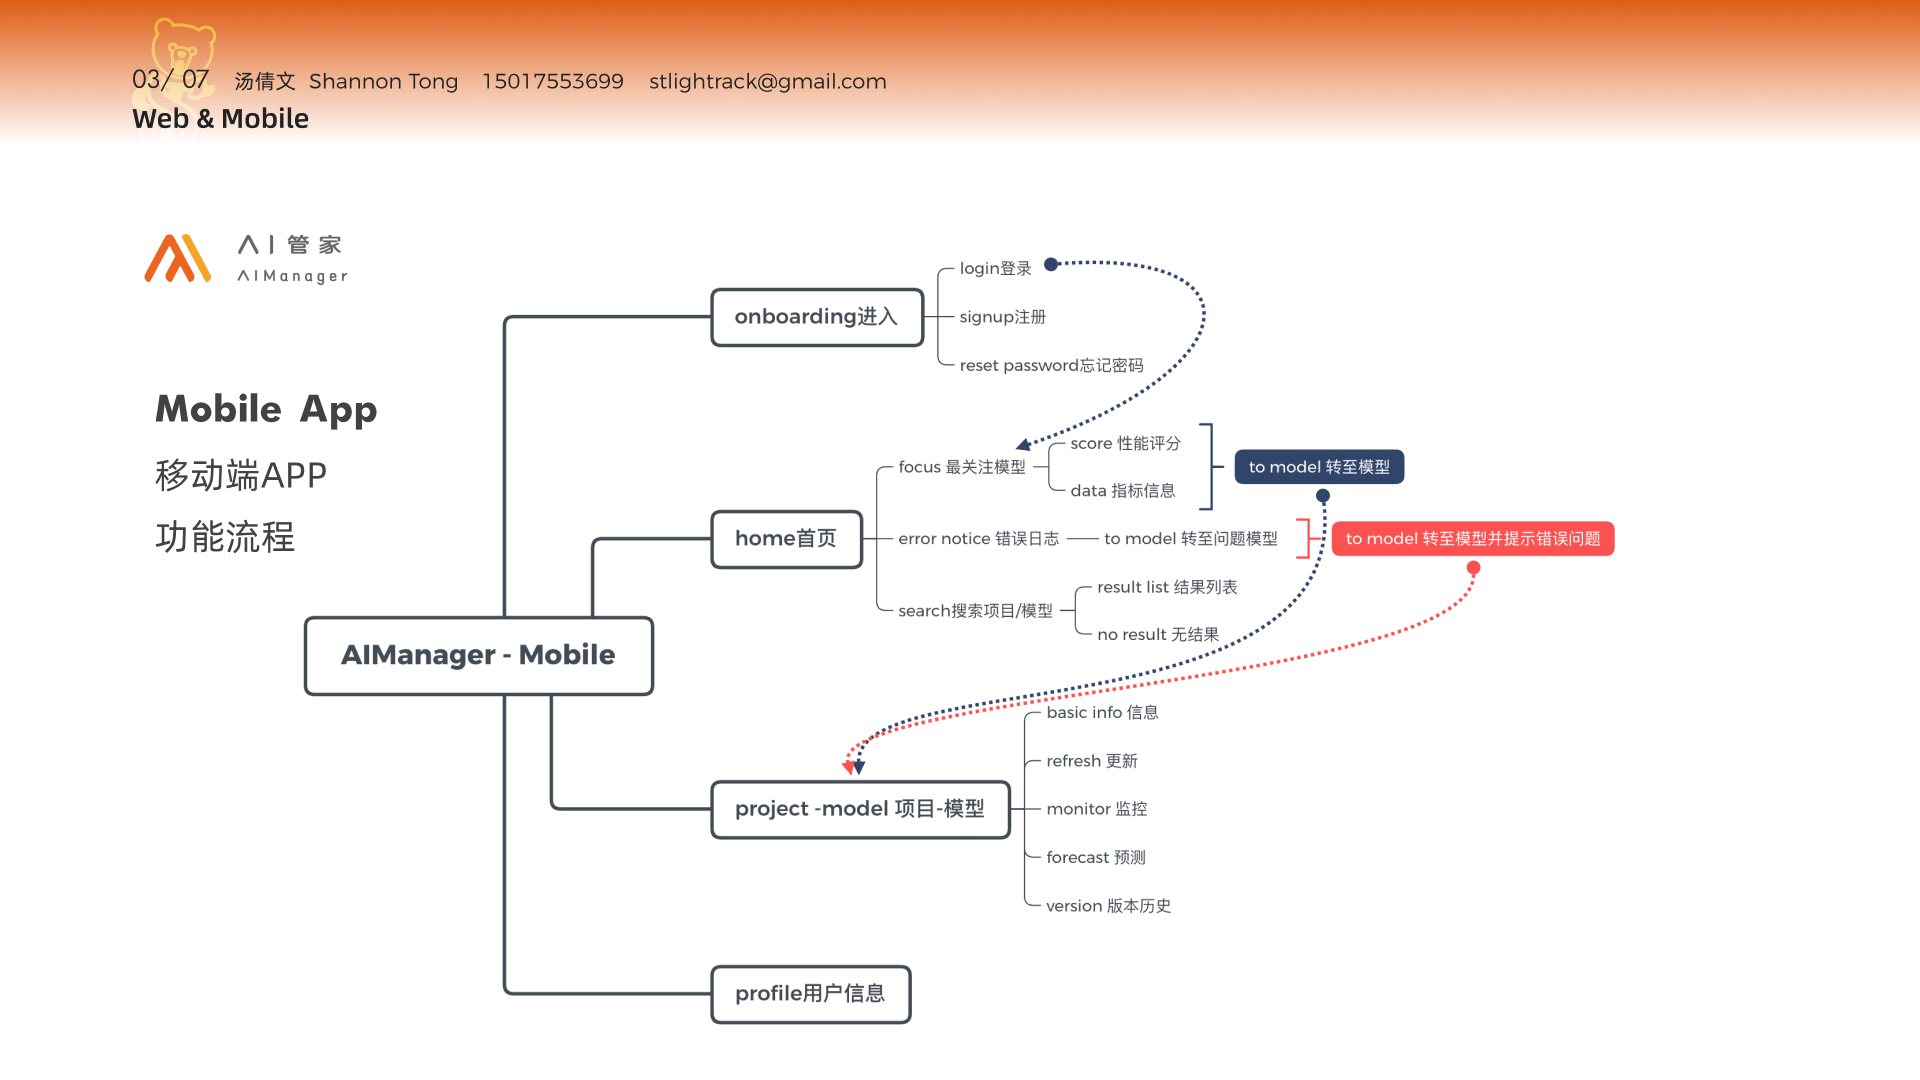 03/ 07 汤倩文 Shannon Tong 15017553699 stlightrack@gmail.com
Web & Mobile
AI管家
AIManager
Mobile App
移动端APP
功能流程
AIManager - Mobile
onboarding进入
login登录
signup注册
reset password忘记密码
home首页
focus 最关注模型
score 性能评分
data 指标信息
to model 转至模型
error notice 错误日志
to model 转至问题模型
to model 转至模型并提示错误问题
search搜索项目/模型
result list 结果列表
no result 无结果
project -model 项目-模型
basic info 信息
refresh 更新
monitor 监控
forecast 预测
version 版本历史
profile用户信息